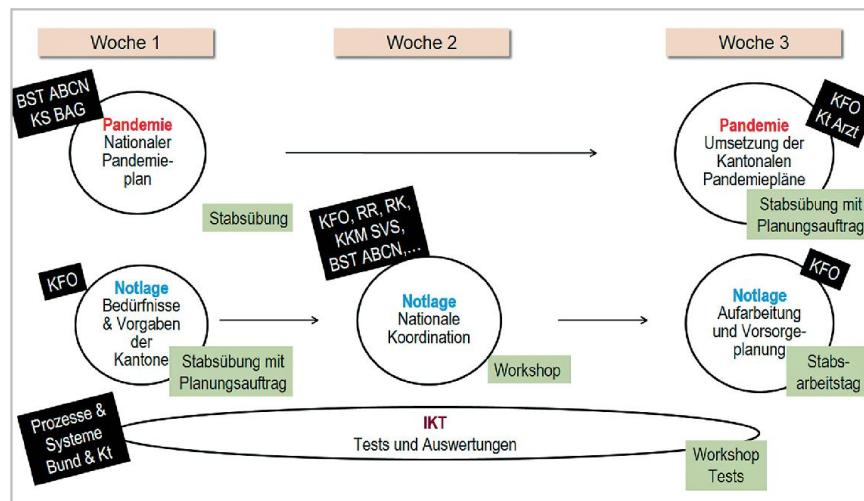 Woche 1
Woche 2
Woche 3
BST ABCN
KS BAG
Pandemie
Nationaler
Pandemie-
plan
Stabsübung
KFO
Kt Arzt
Pandemie
Umsetzung der
Kantonalen
Pandemiepläne
Stabsübung mit
Planungsauftrag
KFO
Notlage
Bedürfnisse
& Vorgaben
der
Kantone
Stabsübung mit
Planungsauftrag
KFO, RR, RK,
KKM SVS,
BST ABCN,...
Notlage
Nationale
Koordination
Workshop
KFO
Notlage
Aufarbeitung
und Vorsorge-
planung
Stabs-
arbeitstag
Prozesse &
Systeme
Bund & Kt
IKT
Tests und Auswertungen
Workshop
Tests